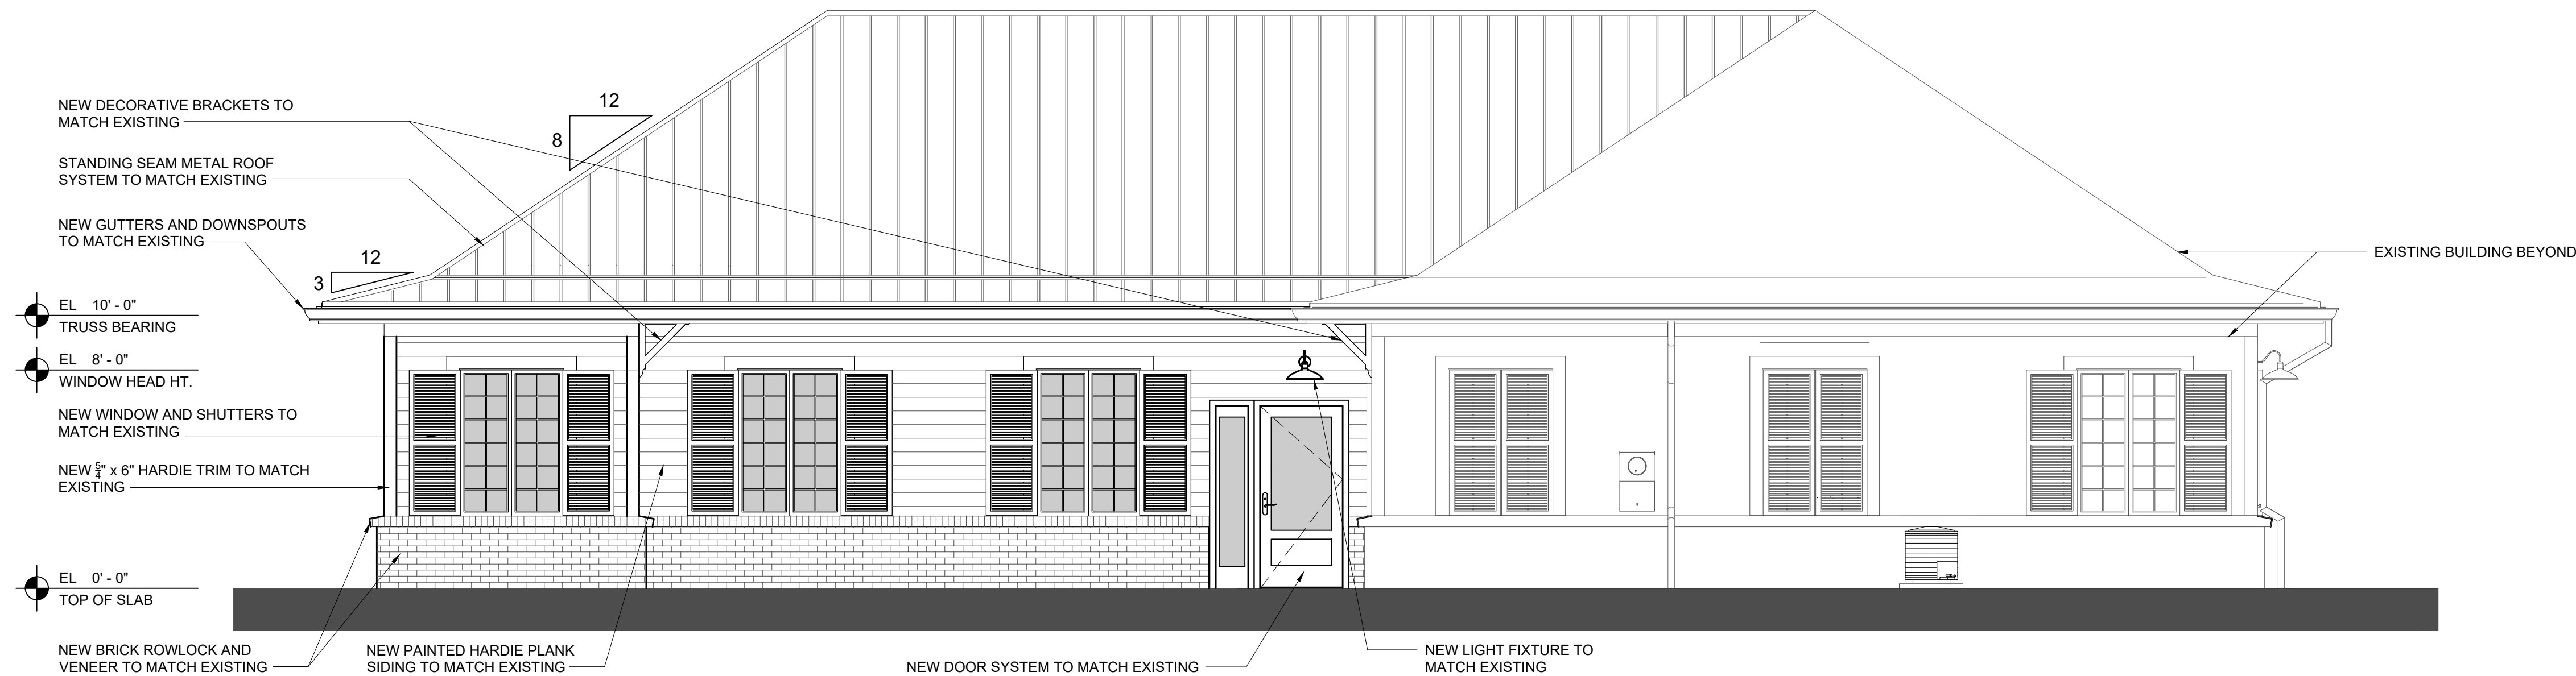 12
8
NEW DECORATIVE BRACKETS TO
MATCH EXISTING
STANDING SEAM METAL ROOF
SYSTEM TO MATCH EXISTING
NEW GUTTERS AND DOWNSPOUTS
TO MATCH EXISTING
12
3
EXISTING BUILDING BEYOND
EL 10' - 0"
TRUSS BEARING
EL 8' - 0"
WINDOW HEAD HT.
NEW WINDOW AND SHUTTERS TO
MATCH EXISTING
NEW 5/4" x 6" HARDIE TRIM TO MATCH
EXISTING
EL 0' - 0"
TOP OF SLAB
NEW BRICK ROWLOCK AND
VENEER TO MATCH EXISTING
NEW PAINTED HARDIE PLANK
SIDING TO MATCH EXISTING
NEW DOOR SYSTEM TO MATCH EXISTING
NEW LIGHT FIXTURE TO
MATCH EXISTING